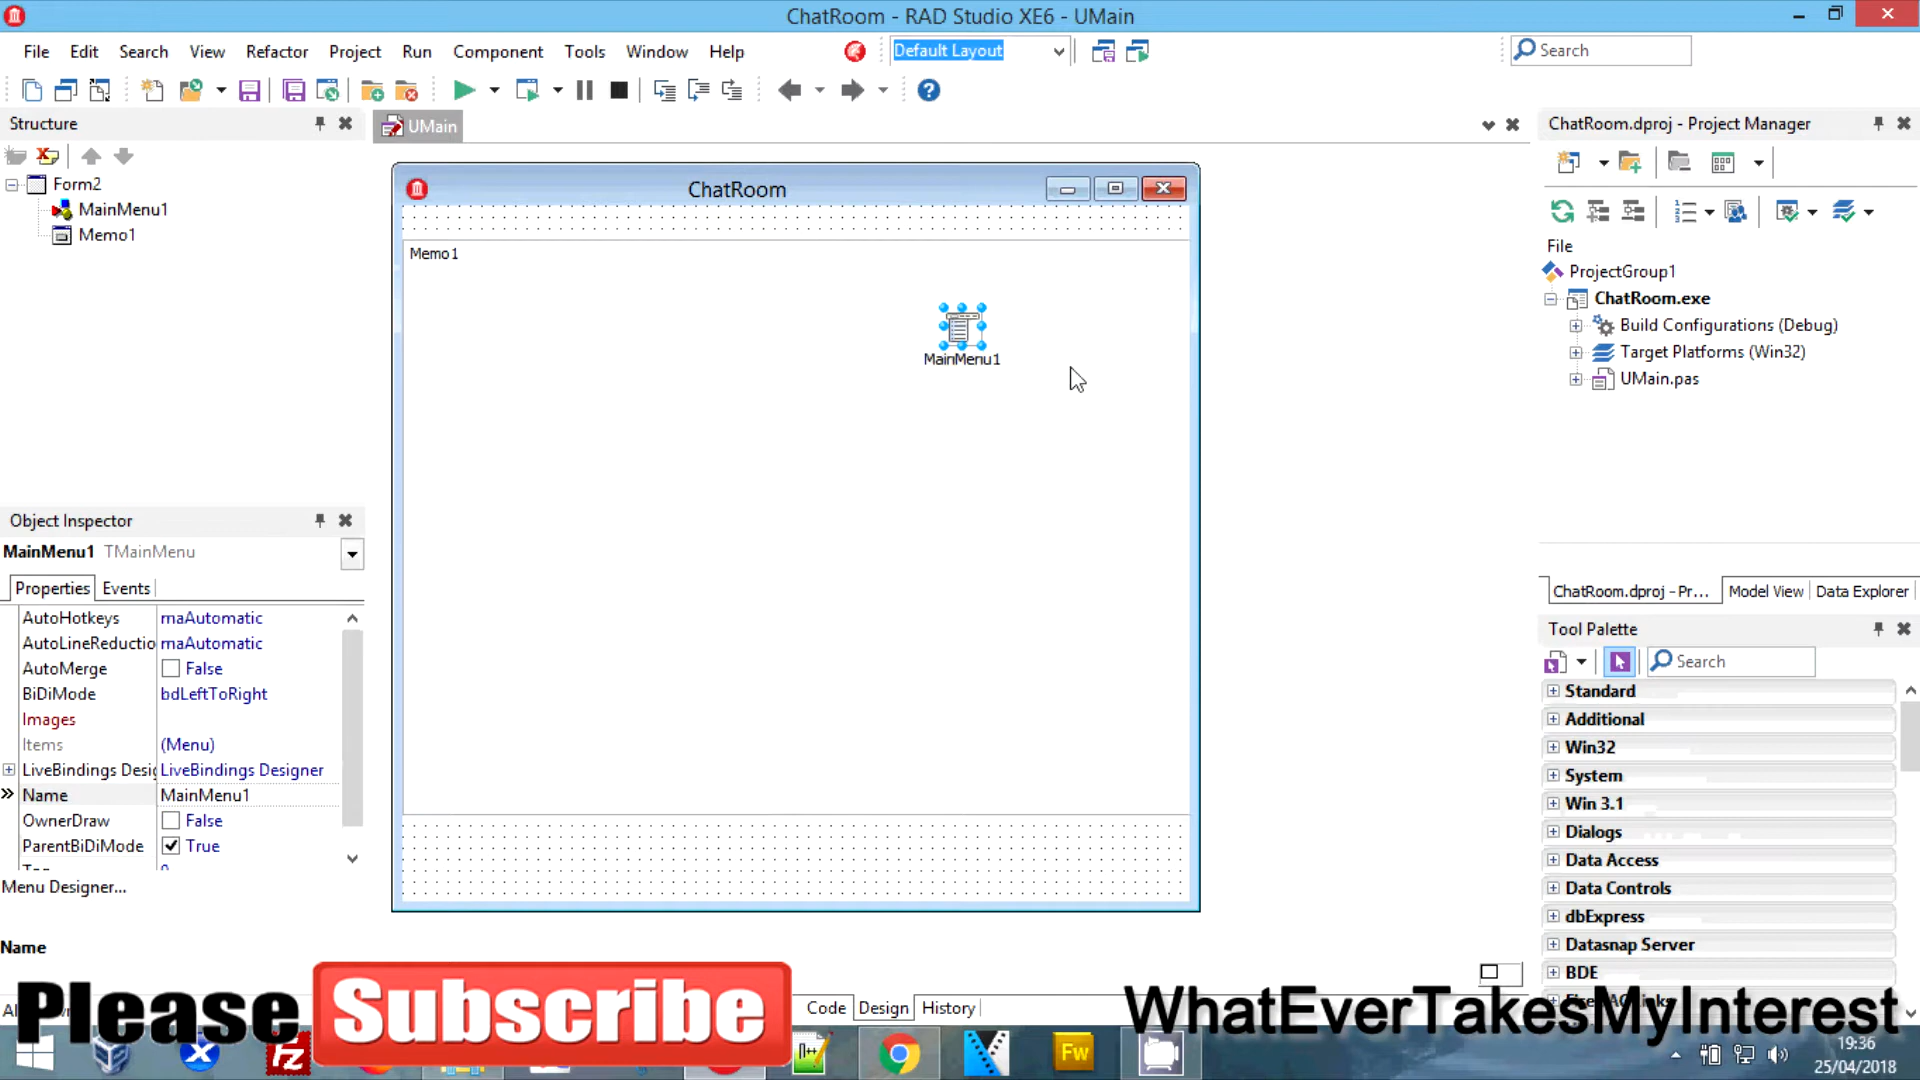 ChatRoom - RAD Studio XE6 - UMain
File Edit Search View Refactor Project Run Component Tools Window Help
Default Layout
Search
Structure
UMain
ChatRoom.dproj - Project Manager
Form2
MainMenu1
Memo1
ChatRoom
Memo1
MainMenu1
File
ProjectGroup1
ChatRoom.exe
Build Configurations (Debug)
Target Platforms (Win32)
UMain.pas
Object Inspector
MainMenu1 TMainMenu
Properties Events
AutoHotkeys maAutomatic
AutoLineReductio maAutomatic
AutoMerge False
BiDiMode bdLeftToRight
Images
Items (Menu)
LiveBindings Desig LiveBindings Designer
Name MainMenu1
OwnerDraw False
ParentBiDiMode True
Menu Designer...
Name
ChatRoom.dproj - Pr... Model View Data Explorer
Tool Palette
Search
Standard
Additional
Win32
System
Win 3.1
Dialogs
Data Access
Data Controls
dbExpress
Datasnap Server
BDE
Code Design History
Please Subscribe
WhatEverTakesMyInterest
Fw
19:36
25/04/2018